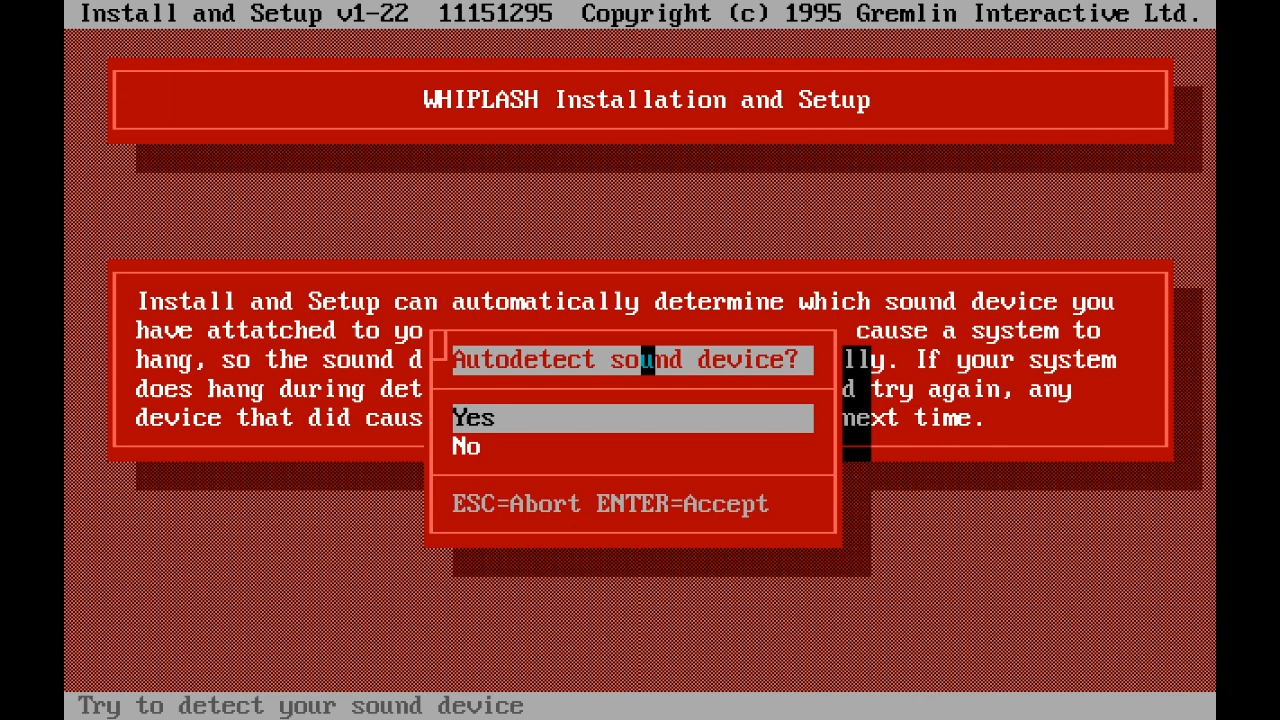 Install and Setup v1-22 11151295 Copyright (c) 1995 Gremlin Interactive Ltd.
WHIPLASH Installation and Setup
Install and Setup can automatically determine which sound device you
have attatched to yo cause a system to
hang, so the sound d lly. If your system
does hang during det d try again, any
device that did caus next time.
Autodetect sound device?
Yes
No
ESC=Abort ENTER=Accept
Try to detect your sound device